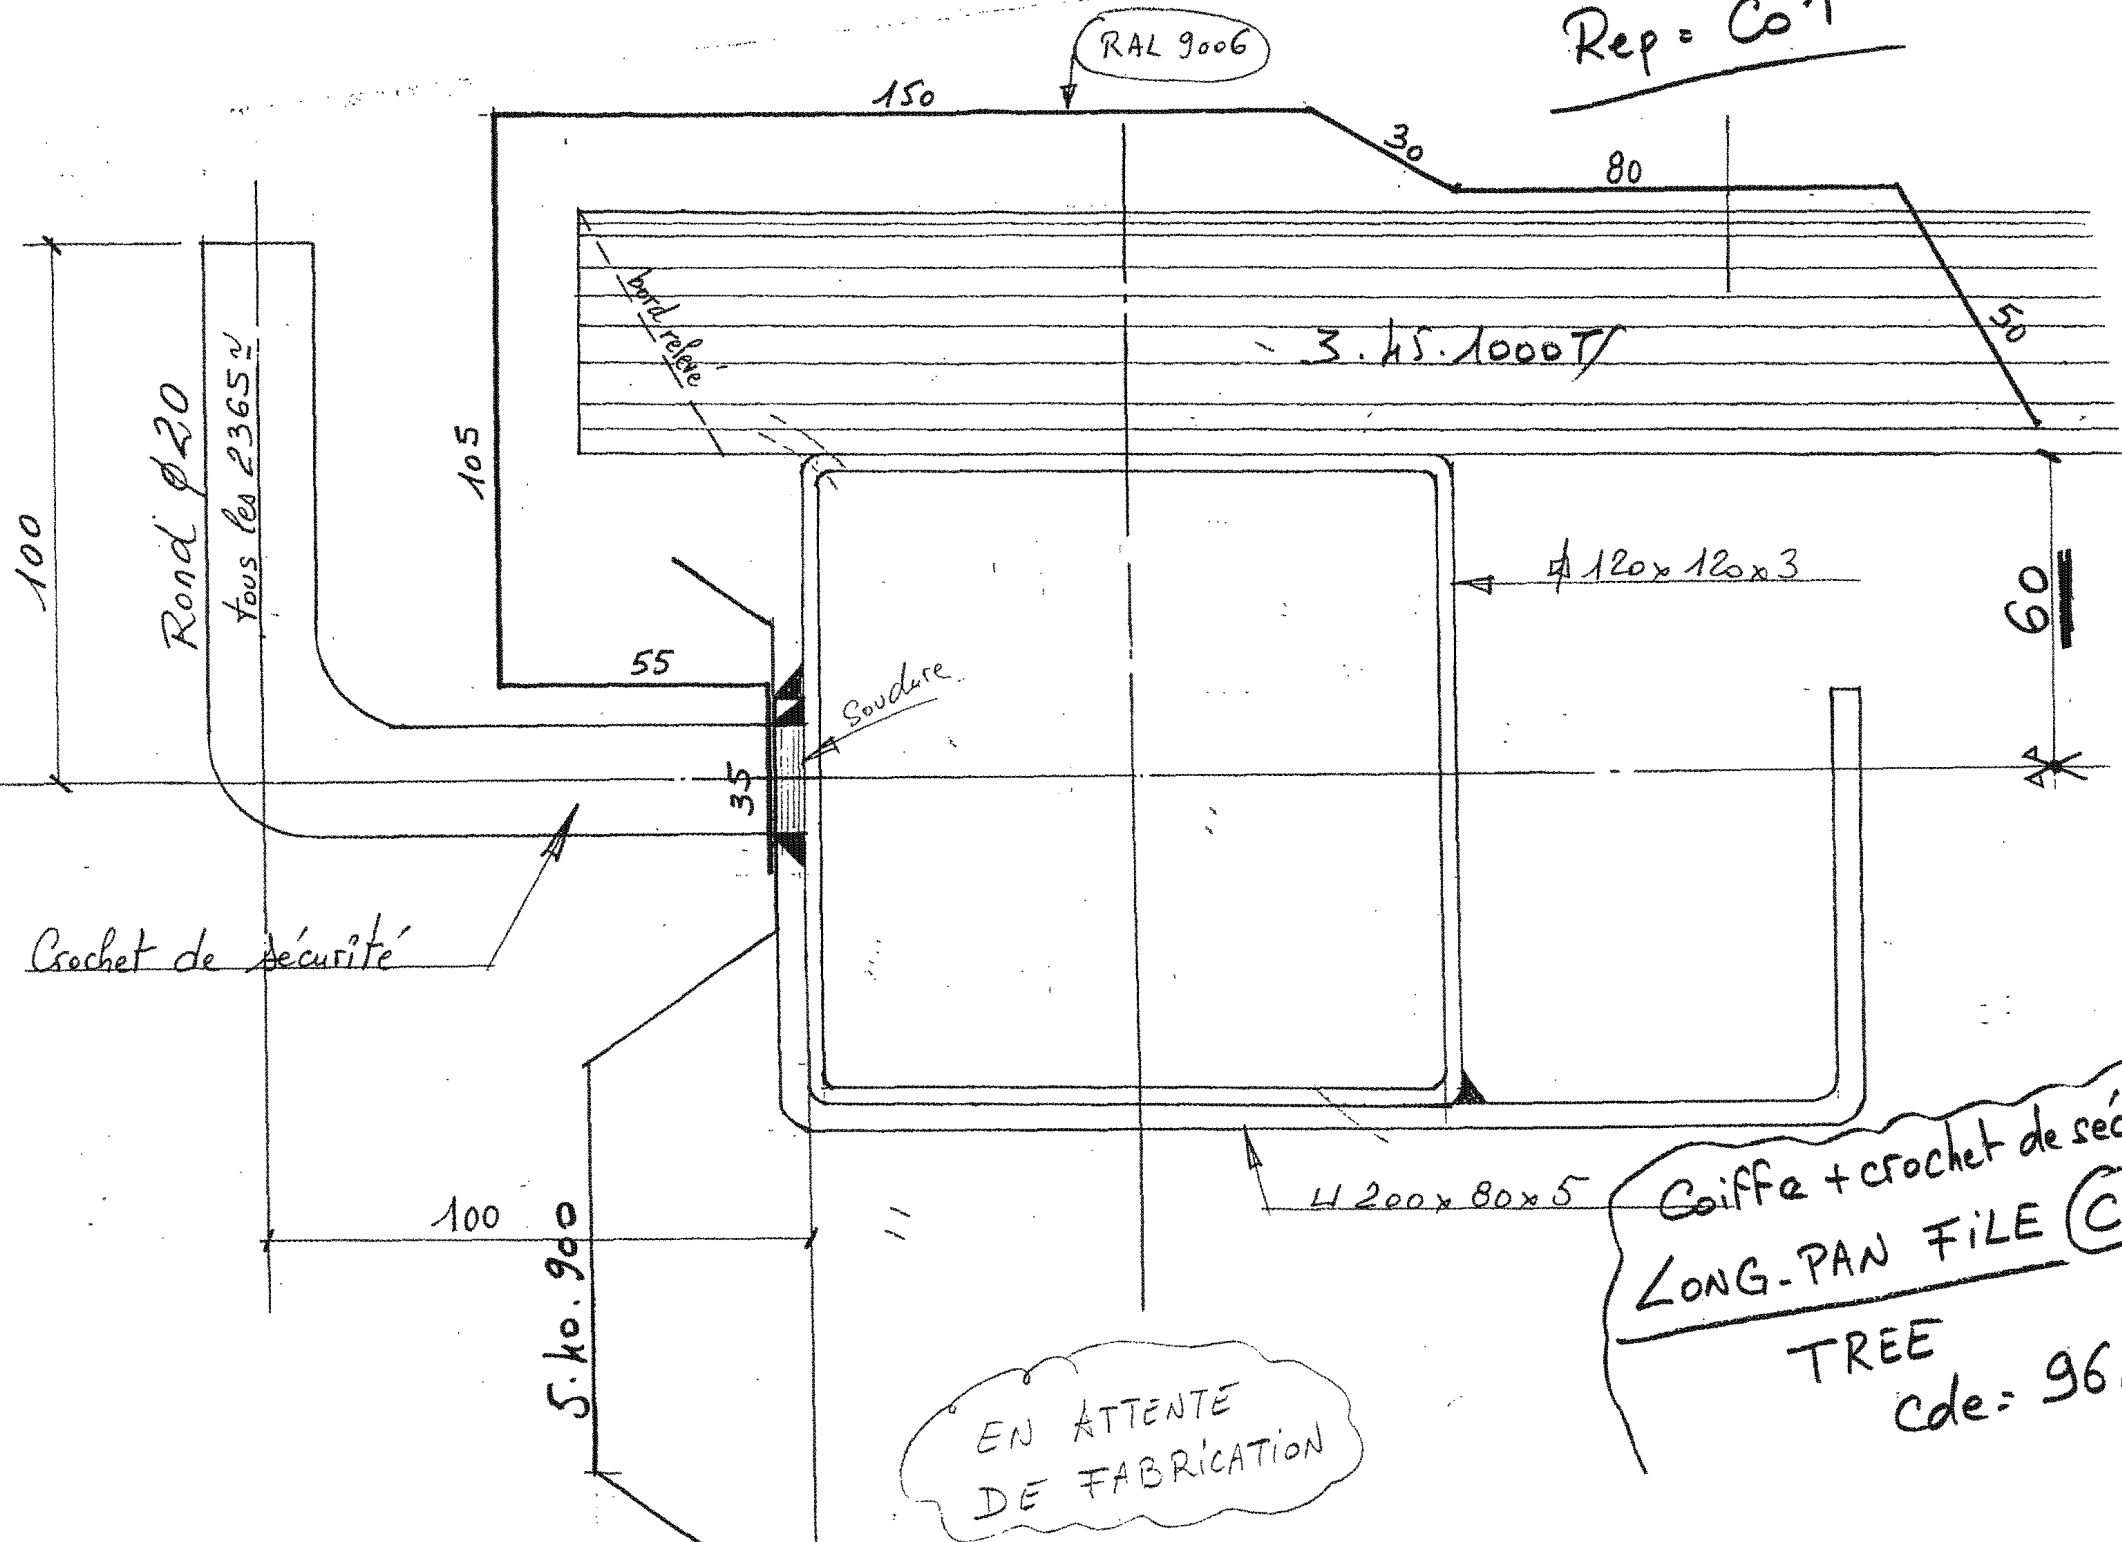 RAL 9006
Rep = Co.1
150
30
80
50
bord relevé
3.45.1000T
105
100
Rond ø20
tous les 2365
55
35
Soudure
120x120x3
60
Crochet de sécurité
100
5.40.900
200x80x5
Coiffe + crochet de séc
LONG-PAN FILE C
TREE
Cde = 96.
EN ATTENTE
DE FABRICATION